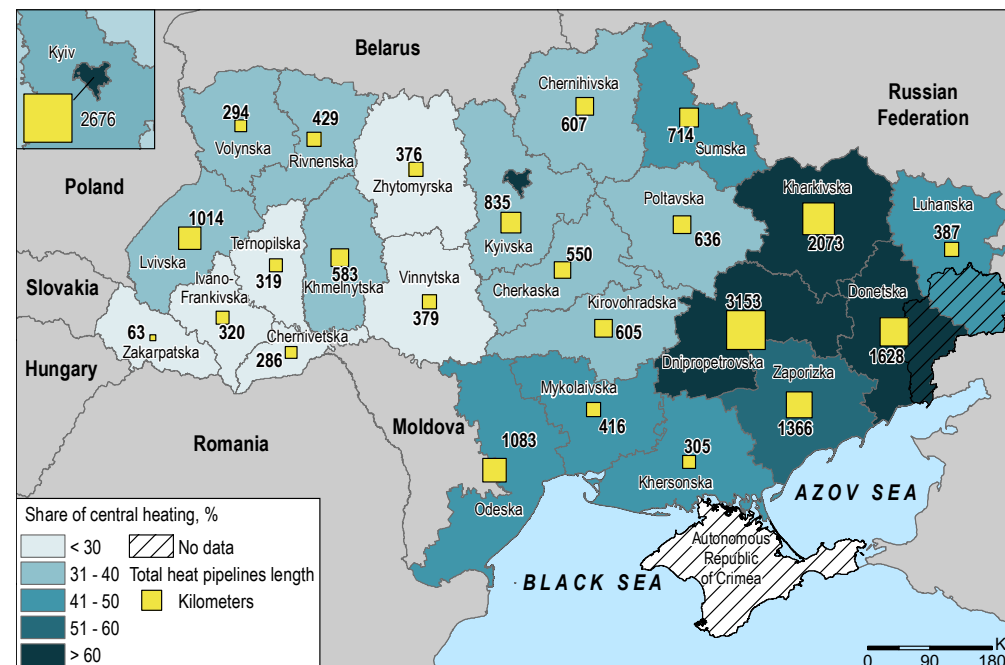 Kyiv
2676
Belarus
Russian
Federation
Poland
Slovakia
Hungary
Romania
Moldova
294
Volynska
429
Rivnenska
376
Zhytomyrska
Chernihivska
607
714
Sumska
835
Kyivska
Poltavska
636
Kharkivska
2073
Luhanska
387
1014
Lvivska
Ternopilska
319
583
Khmelnytska
Vinnytska
379
550
Cherkaska
Kirovohradska
605
3153
Dnipropetrovska
Donetska
1628
Ivano-
Frankivska
320
63
Zakarpatska
Chernivetska
286
Mykolaivska
416
Zaporizka
1366
1083
Odeska
305
Khersonska
AZOV SEA
BLACK SEA
Autonomous
Republic
of Crimea
Share of central heating, %
< 30
No data
31 - 40
Total heat pipelines length
41 - 50
Kilometers
51 - 60
> 60
K
0 90 180